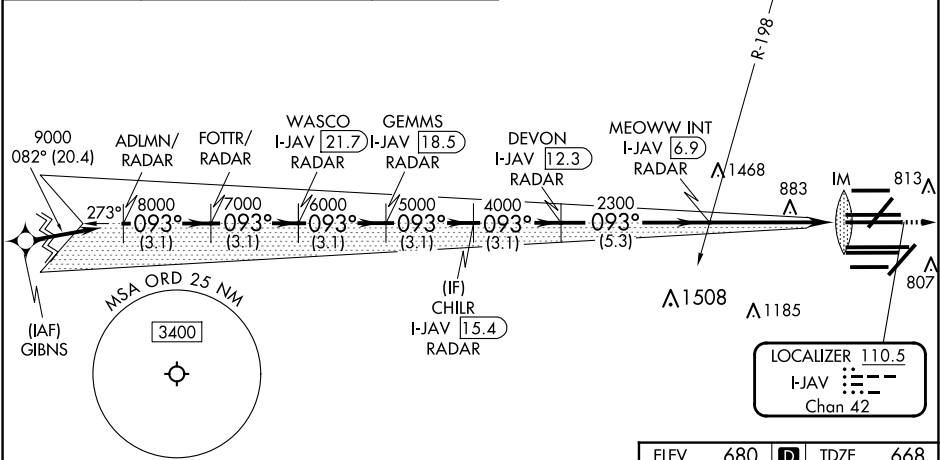 R-198
9000
082° (20.4)
273°
ADLMN/
RADAR
FOTTR/
RADAR
WASCO
I-JAV 21.7
RADAR
GEMMS
I-JAV 18.5
RADAR
DEVON
I-JAV 12.3
RADAR
MEOWW INT
I-JAV 6.9
RADAR
1468
883
IM
813
8000
093°
(3.1)
7000
093°
(3.1)
6000
093°
(3.1)
5000
093°
(3.1)
4000
093°
(3.1)
2300
093°
(5.3)
807
(IAF)
GIBNS
MSA ORD 25 NM
3400
(IF)
CHILR
I-JAV 15.4
RADAR
1508
1185
LOCALIZER 110.5
I-JAV
Chan 42
ELEV 680 D TDZE 668